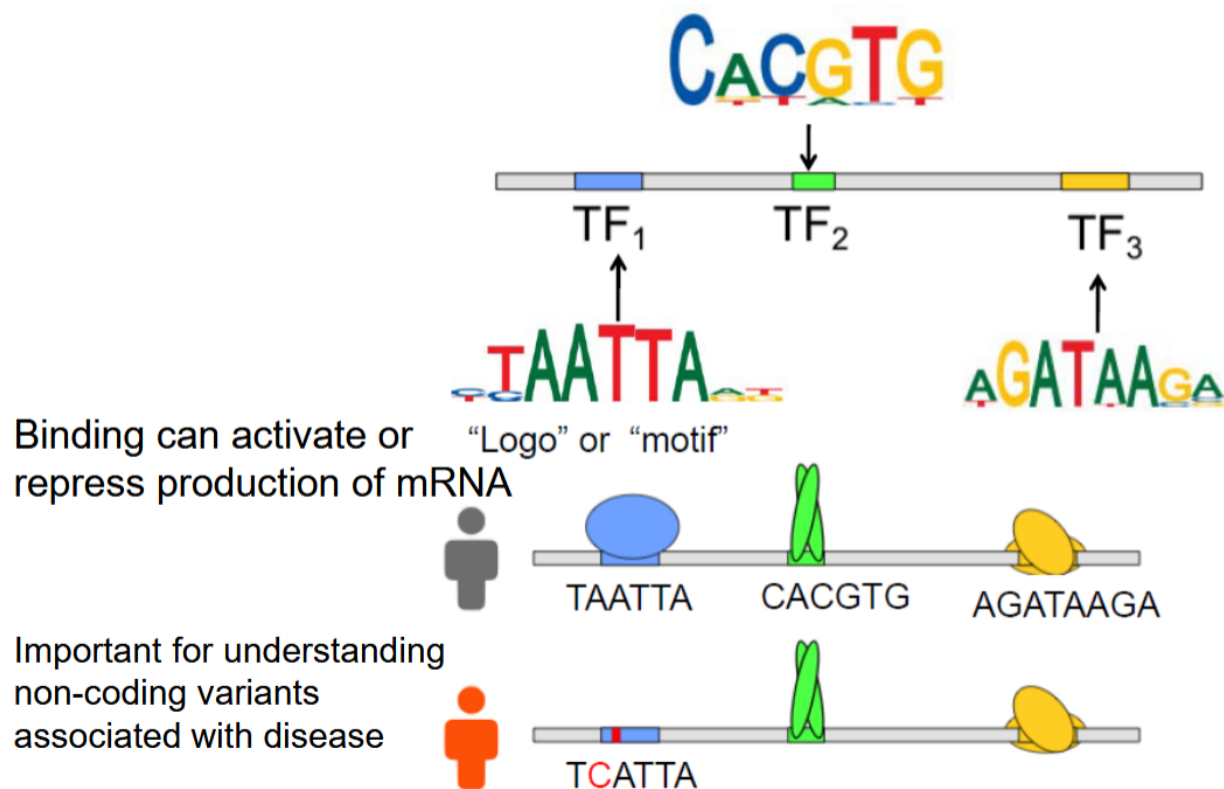 CACGTG
TF1
TF2
TF3
TAATTA
AGATAAGA
Binding can activate or
repress production of mRNA
“Logo” or “motif”
TAATTA
CACGTG
AGATAAGA
Important for understanding
non-coding variants
associated with disease
TCATTA